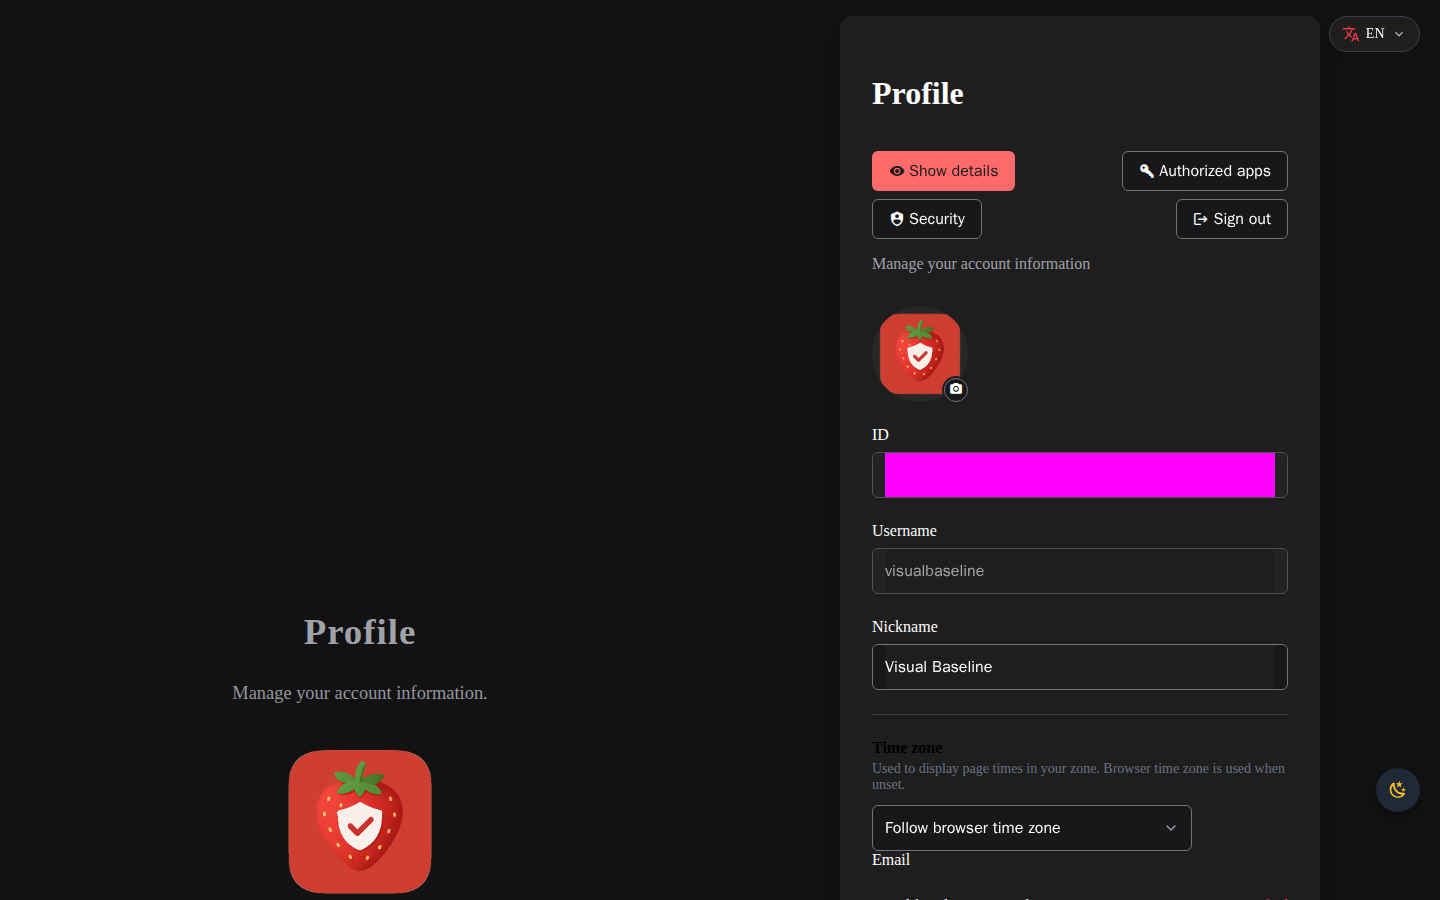 EN
Profile
Show details
Authorized apps
Security
Sign out
Manage your account information
ID
Username
visualbaseline
Nickname
Visual Baseline
Time zone
Used to display page times in your zone. Browser time zone is used when
unset.
Follow browser time zone
Email
Profile
Manage your account information.